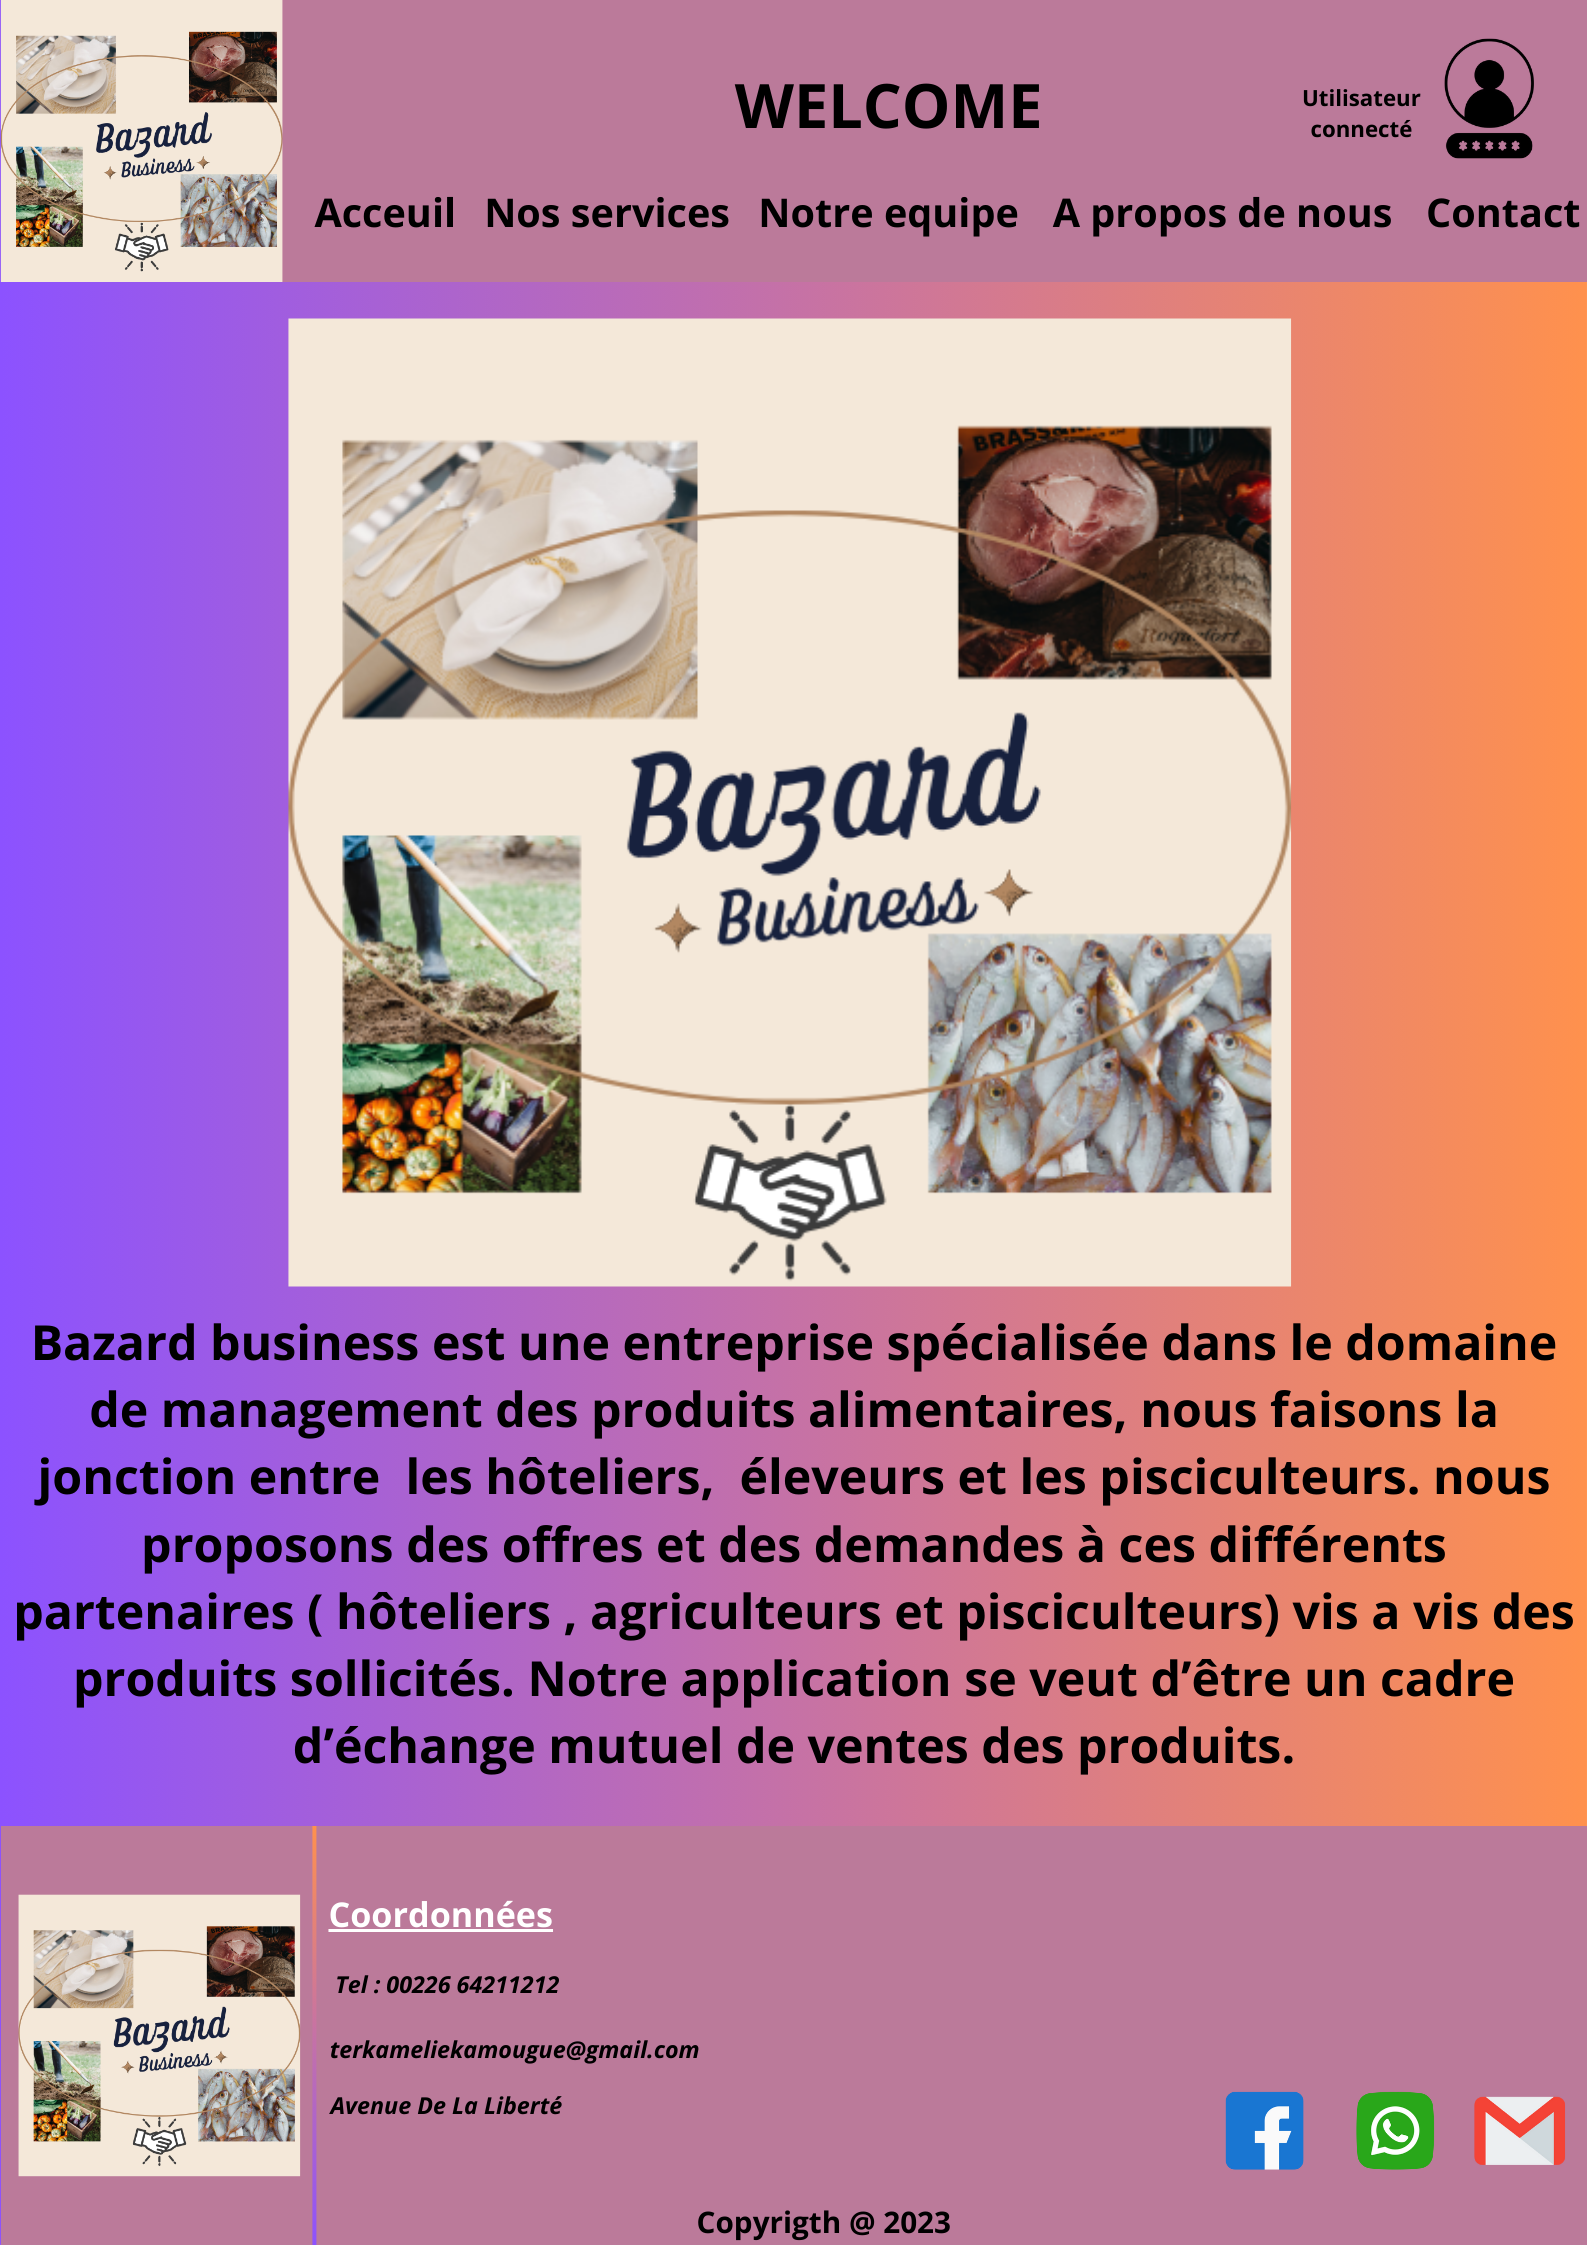 Bazard
Business
WELCOME
Utilisateur
connecté
*****
Acceuil Nos services Notre equipe A propos de nous Contact
BRASS
Roquefort
Bazard
Business
Bazard business est une entreprise spécialisée dans le domaine
de management des produits alimentaires, nous faisons la
jonction entre les hôteliers, éleveurs et les pisciculteurs. nous
proposons des offres et des demandes à ces différents
partenaires ( hôteliers , agriculteurs et pisciculteurs) vis a vis des
produits sollicités. Notre application se veut d’être un cadre
d’échange mutuel de ventes des produits.
Bazard
Business
Coordonnées
Tel : 00226 64211212
terkameliekamougue@gmail.com
Avenue De La Liberté
Copyrigth @ 2023